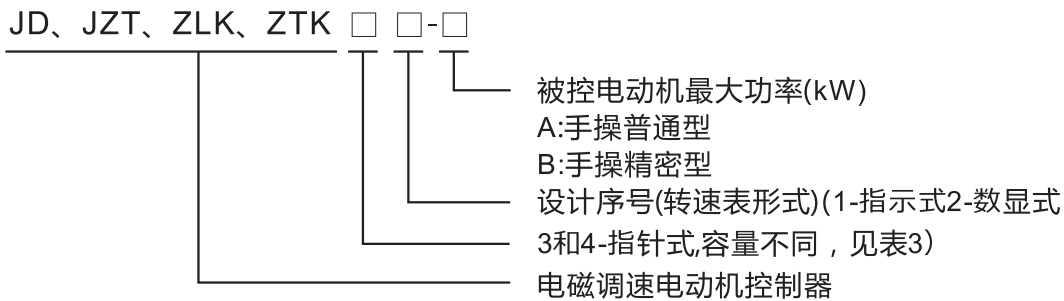 JD、JZT、ZLK、ZTK □ □-□
被控电动机最大功率(kW)
A:手操普通型
B:手操精密型
设计序号(转速表形式)(1-指示式2-数显式
3和4-指针式,容量不同，见表3）
电磁调速电动机控制器